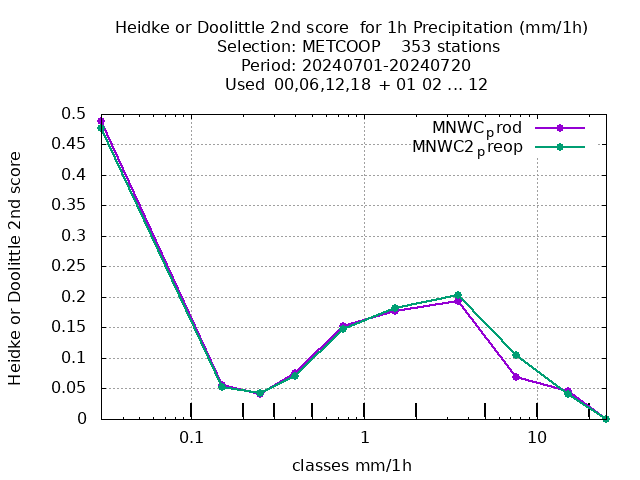 Heidke or Doolittle 2nd score  for 1h Precipitation (mm/1h)
Selection: METCOOP    353 stations
Period: 20240701-20240720
Used  00,06,12,18  + 01 02 ... 12
MNWC_prod
MNWC2_preop
Heidke or Doolittle 2nd score
0.5
0.45
0.4
0.35
0.3
0.25
0.2
0.15
0.1
0.05
0
0.1
1
10
classes mm/1h